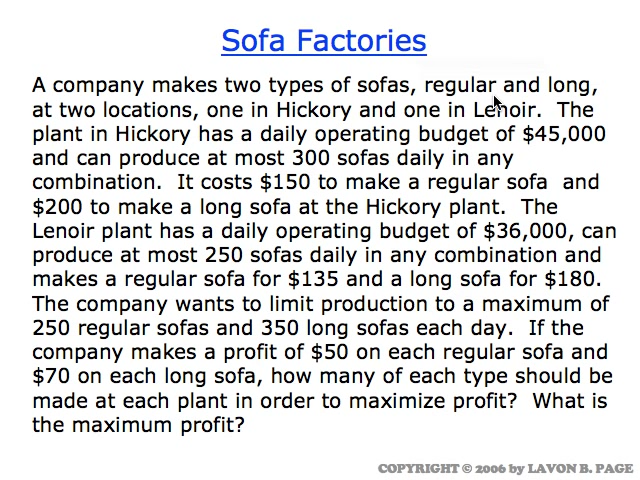 Sofa Factories
A company makes two types of sofas, regular and long,
at two locations, one in Hickory and one in Lenoir.  The
plant in Hickory has a daily operating budget of $45,000
and can produce at most 300 sofas daily in any
combination.  It costs $150 to make a regular sofa  and
$200 to make a long sofa at the Hickory plant.  The
Lenoir plant has a daily operating budget of $36,000, can
produce at most 250 sofas daily in any combination and
makes a regular sofa for $135 and a long sofa for $180.
The company wants to limit production to a maximum of
250 regular sofas and 350 long sofas each day.  If the
company makes a profit of $50 on each regular sofa and
$70 on each long sofa, how many of each type should be
made at each plant in order to maximize profit?  What is
the maximum profit?
COPYRIGHT © 2006 by LAVON B. PAGE